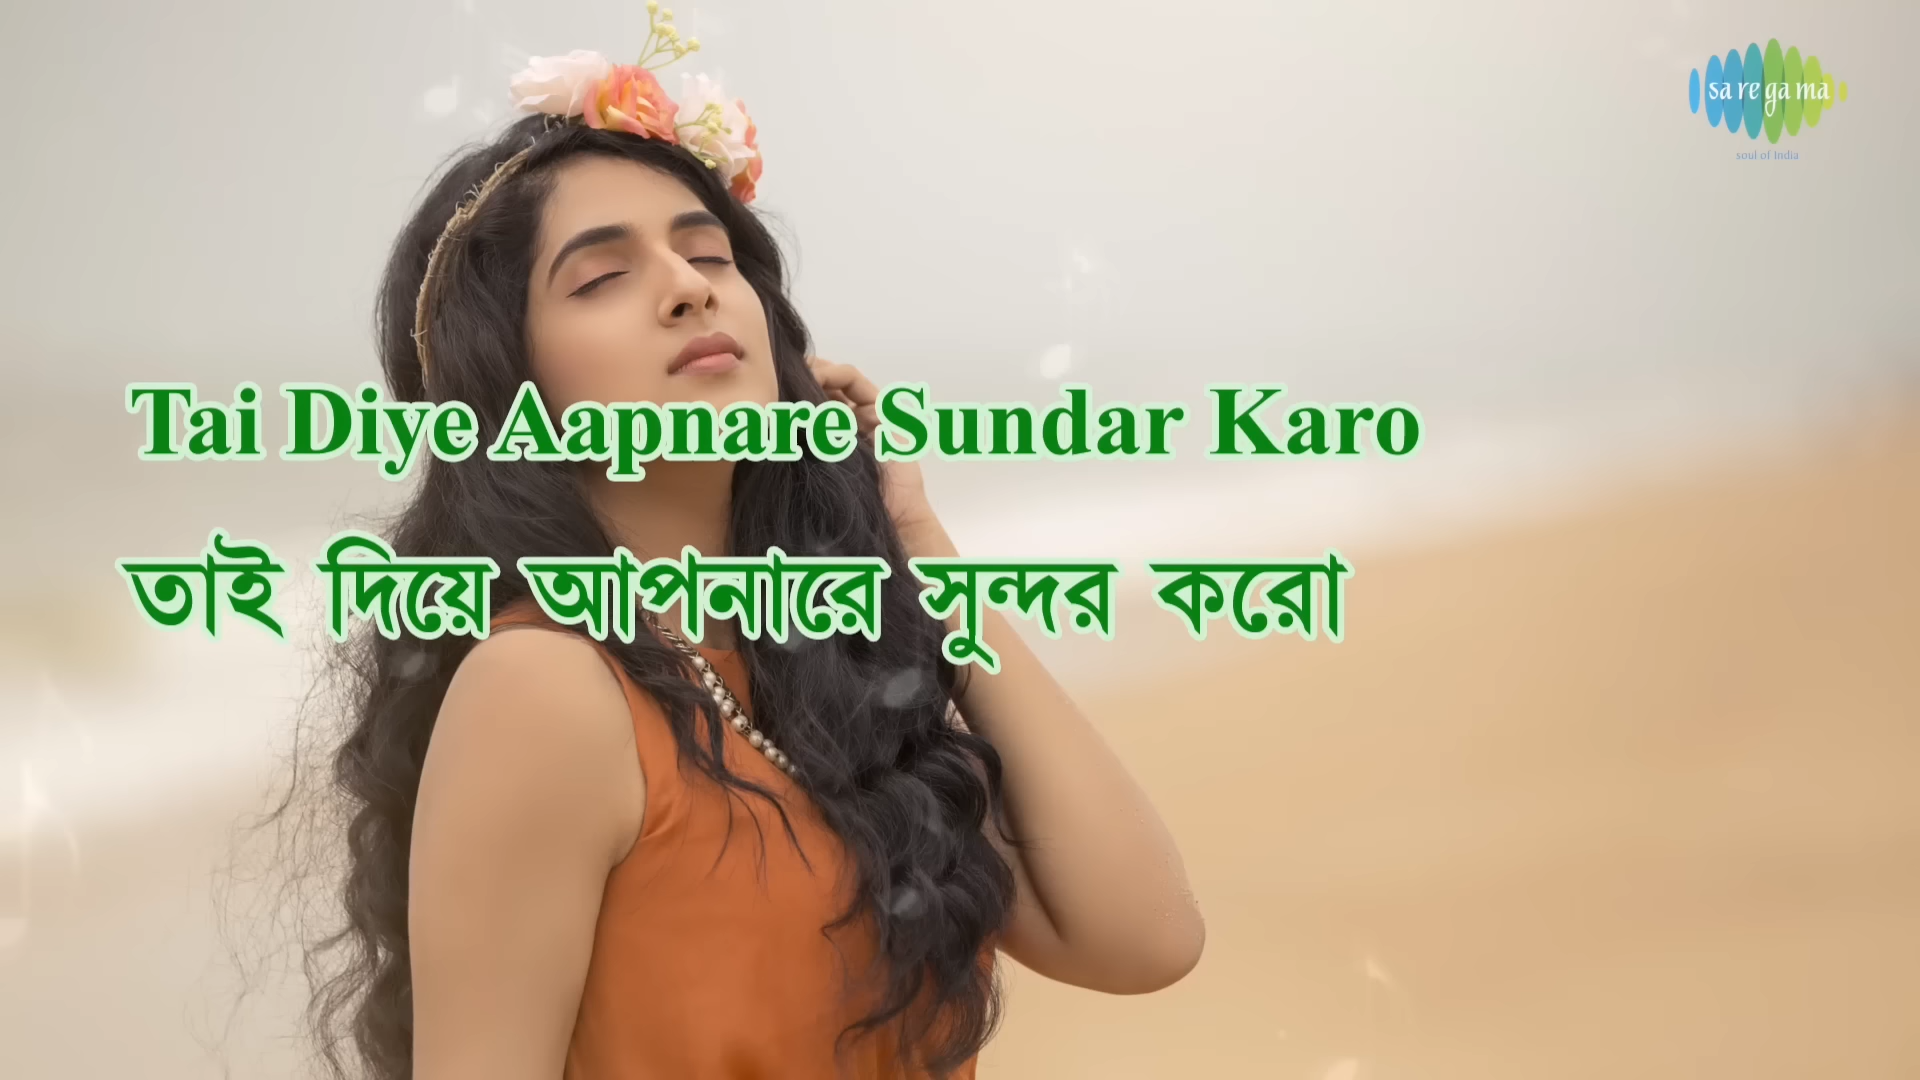 sa re ga ma
soul of India
Tai Diye Aapnare Sundar Karo
তাই দিয়ে আপনারে সুন্দর করো